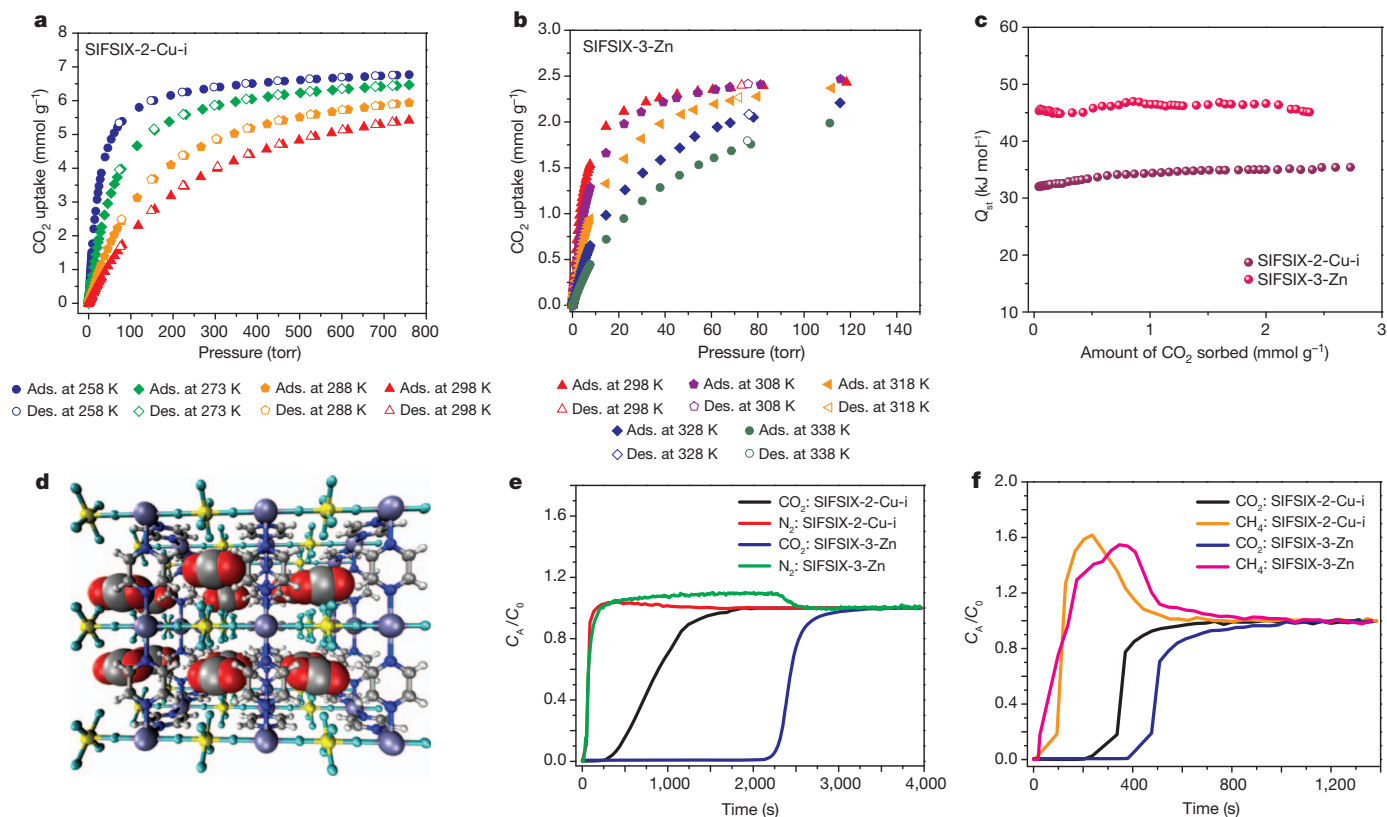 a
SIFSIX-2-Cu-i
CO2 uptake (mmol g−1)
8
7
6
5
4
3
2
1
0
0 100 200 300 400 500 600 700 800
Pressure (torr)
Ads. at 258 K Ads. at 273 K Ads. at 288 K Ads. at 298 K
Des. at 258 K Des. at 273 K Des. at 288 K Des. at 298 K
b
SIFSIX-3-Zn
CO2 uptake (mmol g−1)
3.0
2.5
2.0
1.5
1.0
0.5
0.0
0 20 40 60 80 100 120 140
Pressure (torr)
Ads. at 298 K Ads. at 308 K Ads. at 318 K
Des. at 298 K Des. at 308 K Des. at 318 K
Ads. at 328 K Ads. at 338 K
Des. at 328 K Des. at 338 K
c
Qst (kJ mol−1)
60
50
40
30
20
10
SIFSIX-2-Cu-i
SIFSIX-3-Zn
0 1 2 3
Amount of CO2 sorbed (mmol g−1)
d
e
CO2: SIFSIX-2-Cu-i
N2: SIFSIX-2-Cu-i
CO2: SIFSIX-3-Zn
N2: SIFSIX-3-Zn
CA/C0
1.6
1.2
0.8
0.4
0.0
0 1,000 2,000 3,000 4,000
Time (s)
f
CO2: SIFSIX-2-Cu-i
CH4: SIFSIX-2-Cu-i
CO2: SIFSIX-3-Zn
CH4: SIFSIX-3-Zn
CA/C0
2.0
1.6
1.2
0.8
0.4
0.0
0 400 800 1,200
Time (s)